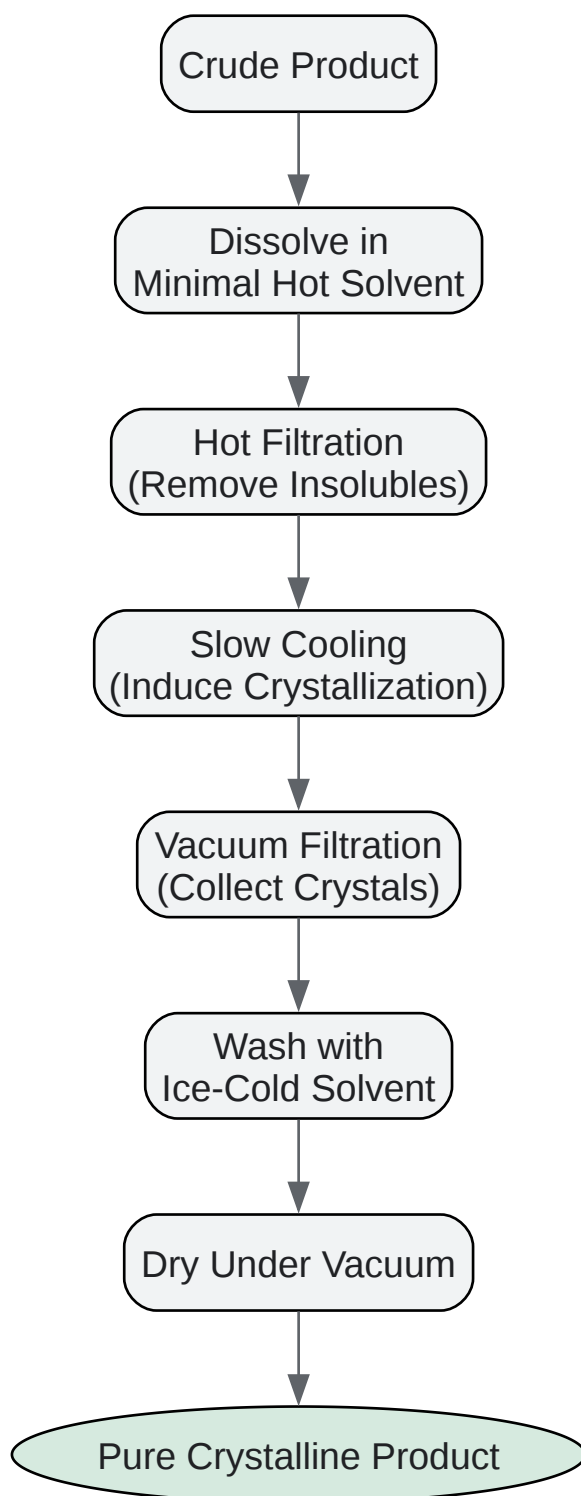 Crude Product
Dissolve in
Minimal Hot Solvent
Hot Filtration
(Remove Insolubles)
Slow Cooling
(Induce Crystallization)
Vacuum Filtration
(Collect Crystals)
Wash with
Ice-Cold Solvent
Dry Under Vacuum
Pure Crystalline Product